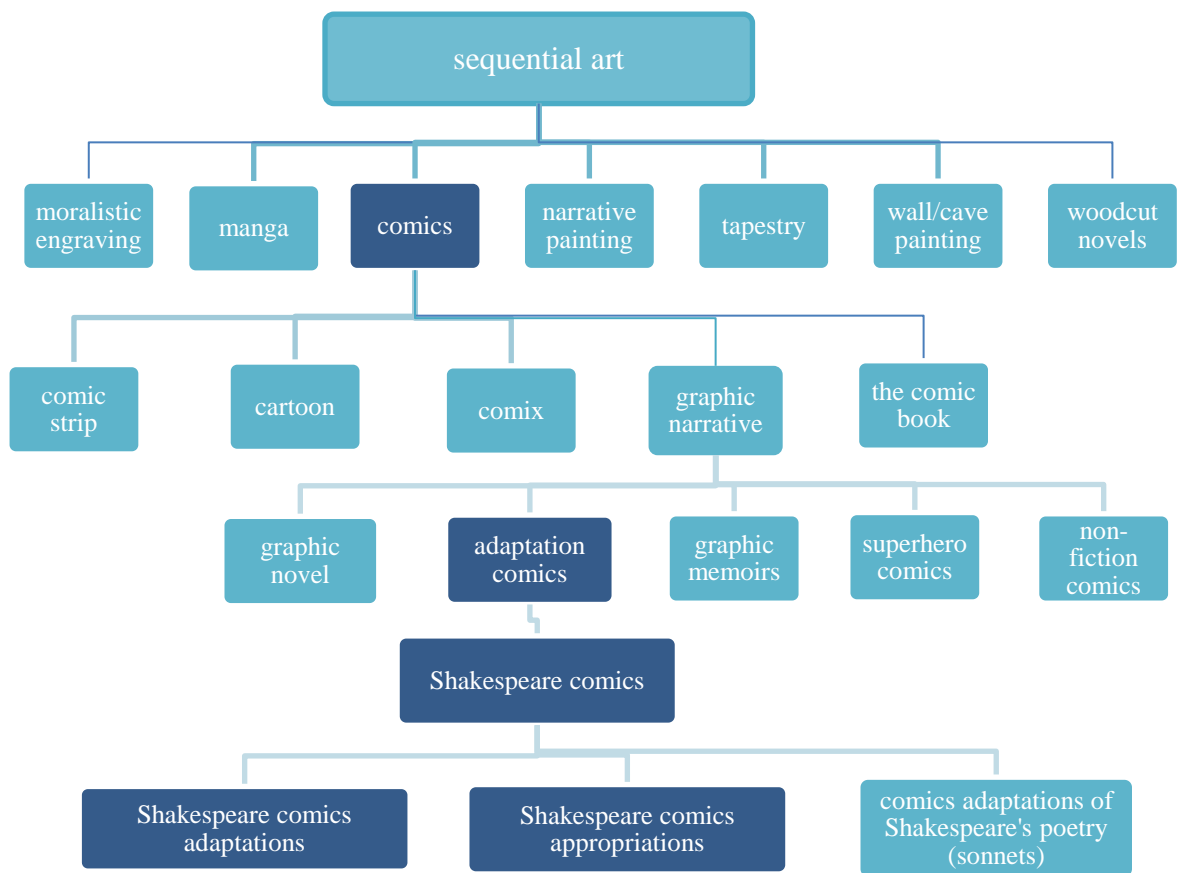 sequential art
moralistic
engraving
manga
comics
narrative
painting
tapestry
wall/cave
painting
woodcut
novels
comic
strip
cartoon
comix
graphic
narrative
the comic
book
graphic
novel
adaptation
comics
graphic
memoirs
superhero
comics
non-
fiction
comics
Shakespeare comics
Shakespeare comics
adaptations
Shakespeare comics
appropriations
comics adaptations of
Shakespeare's poetry
(sonnets)